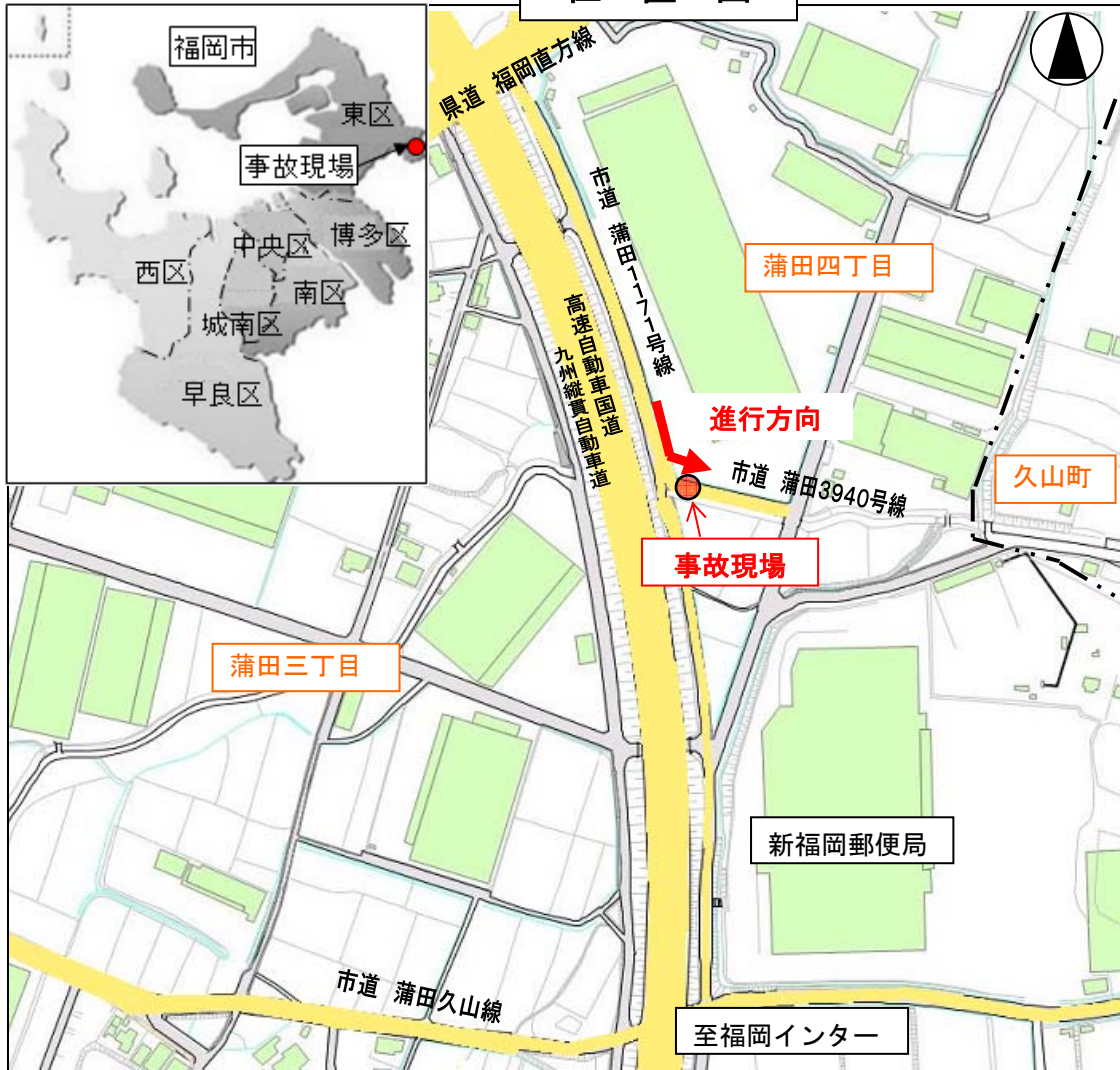 位置図
福岡市
東区
事故現場
博多区
中央区
西区
南区
城南区
早良区
県道 福岡直方線
市道 蒲田1171号線
蒲田四丁目
高速自動車国道
九州縦貫自動車道
進行方向
市道 蒲田3940号線
久山町
事故現場
蒲田三丁目
新福岡郵便局
市道 蒲田久山線
至福岡インター